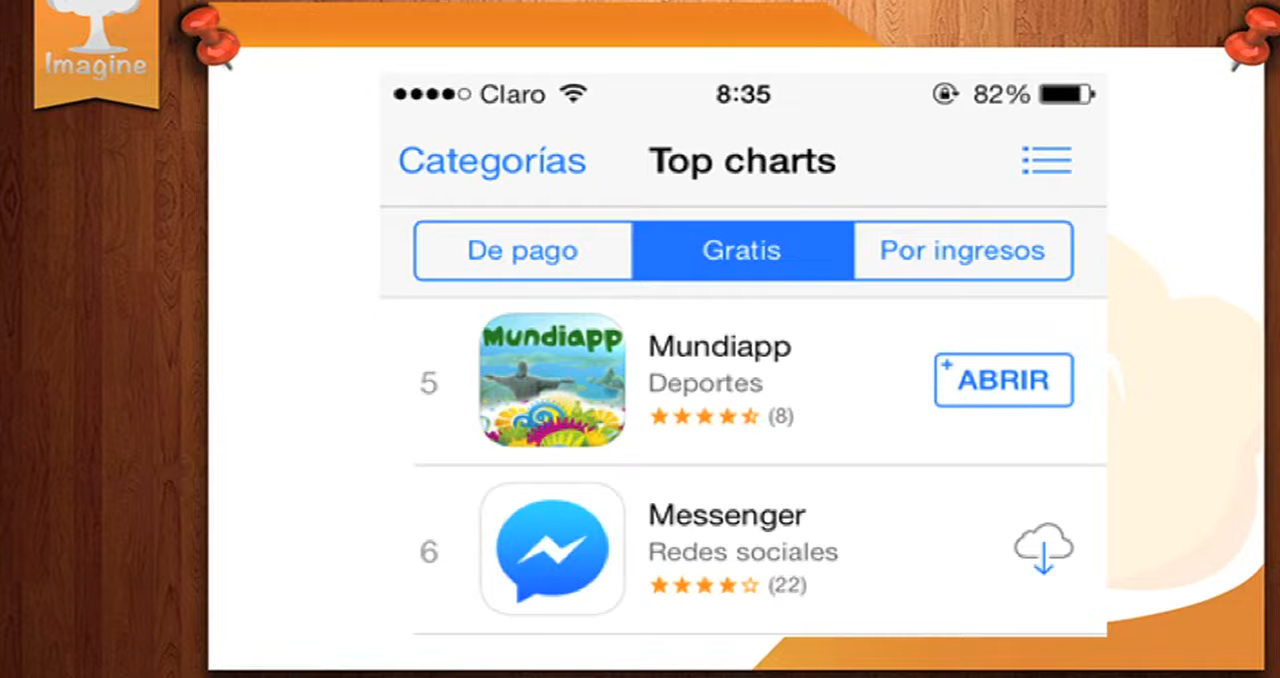 Imagine
Claro 8:35 82%
Categorías Top charts
De pago Gratis Por ingresos
5 Mundiapp Mundiapp
Deportes
(8)
+ ABRIR
6 Messenger
Redes sociales
(22)